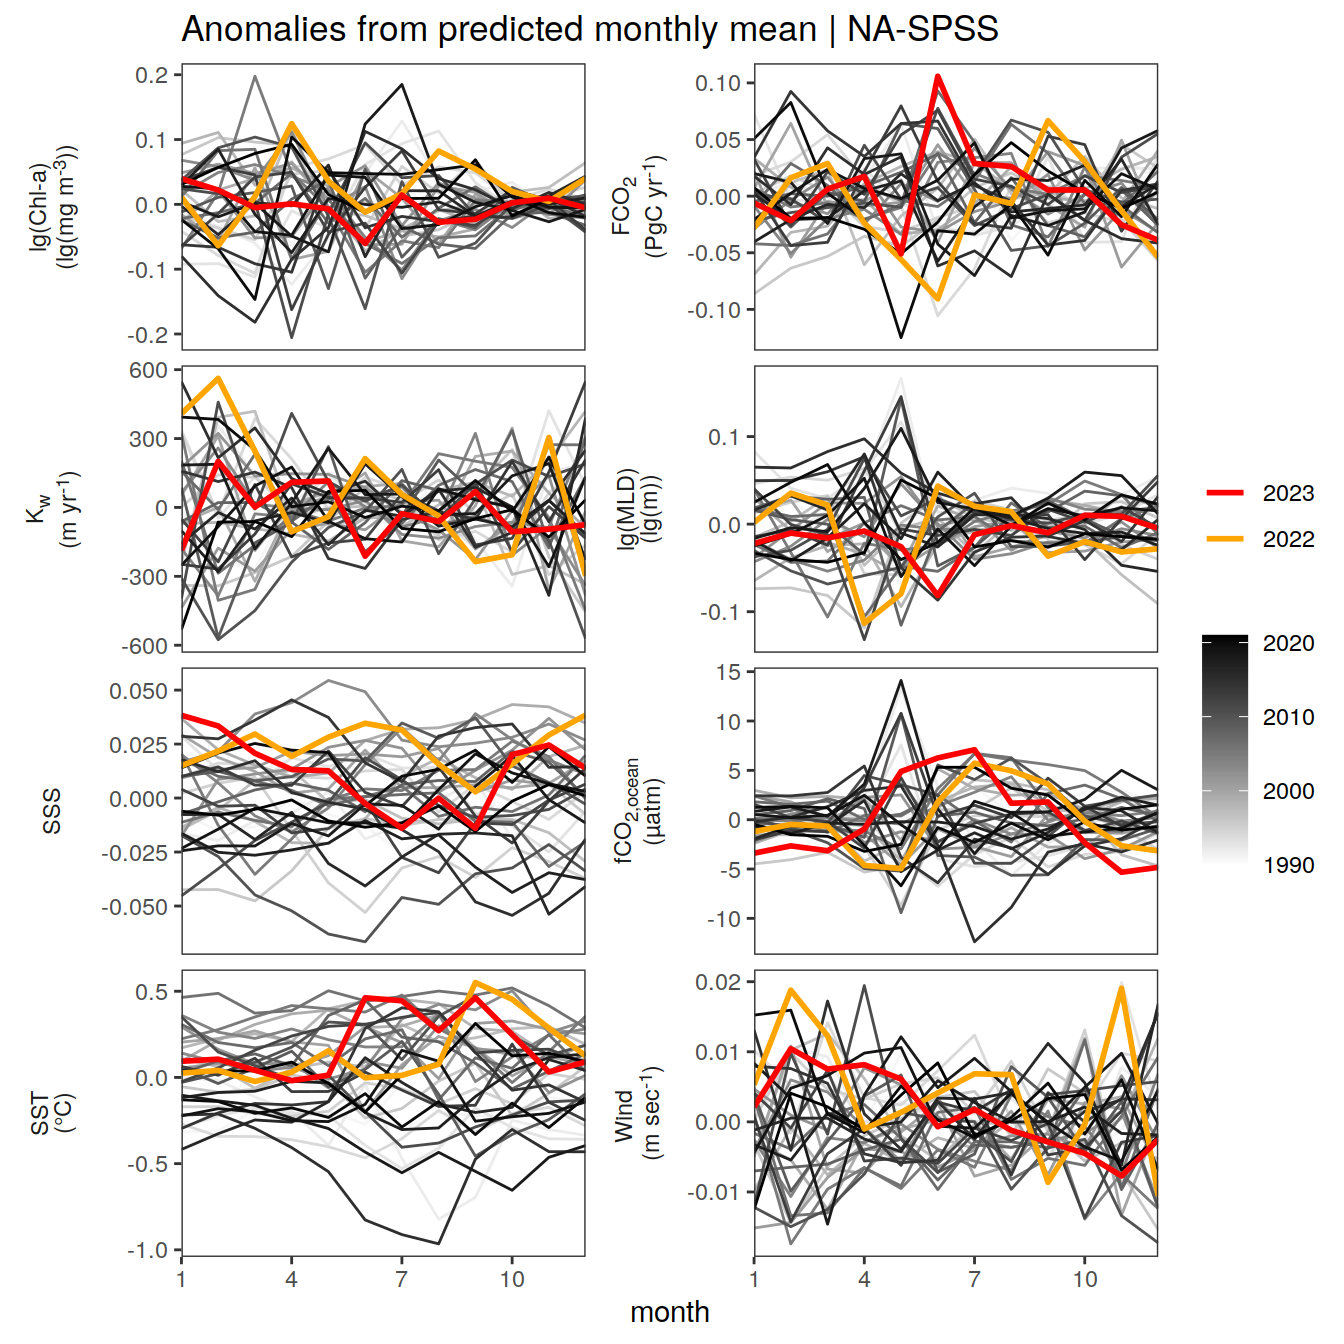 Anomalies from predicted monthly mean | NA-SPSS
lg(Chl-a)
(lg(mg m⁻³))
0.2
0.1
0.0
-0.1
-0.2
FCO₂
(PgC yr⁻¹)
0.10
0.05
0.00
-0.05
-0.10
K_w
(m yr⁻¹)
600
300
0
-300
-600
lg(MLD)
(lg(m))
0.1
0.0
-0.1
SSS
0.050
0.025
0.000
-0.025
-0.050
fCO₂,ocean
(µatm)
15
10
5
0
-5
-10
SST
(°C)
0.5
0.0
-0.5
-1.0
Wind
(m sec⁻¹)
0.02
0.01
0.00
-0.01
1 4 7 10
1 4 7 10
month
2023
2022
2020
2010
2000
1990